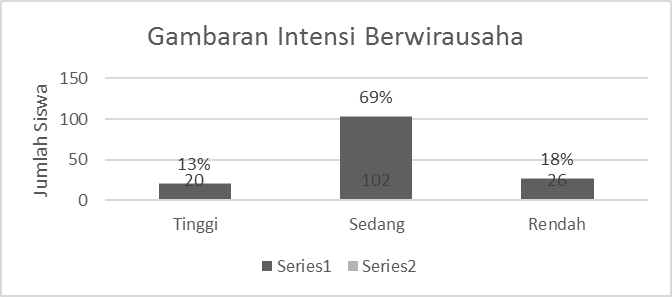 Gambaran Intensi Berwirausaha
Jumlah Siswa
150
100
50
0
13%
20
69%
102
18%
26
Tinggi
Sedang
Rendah
Series1
Series2